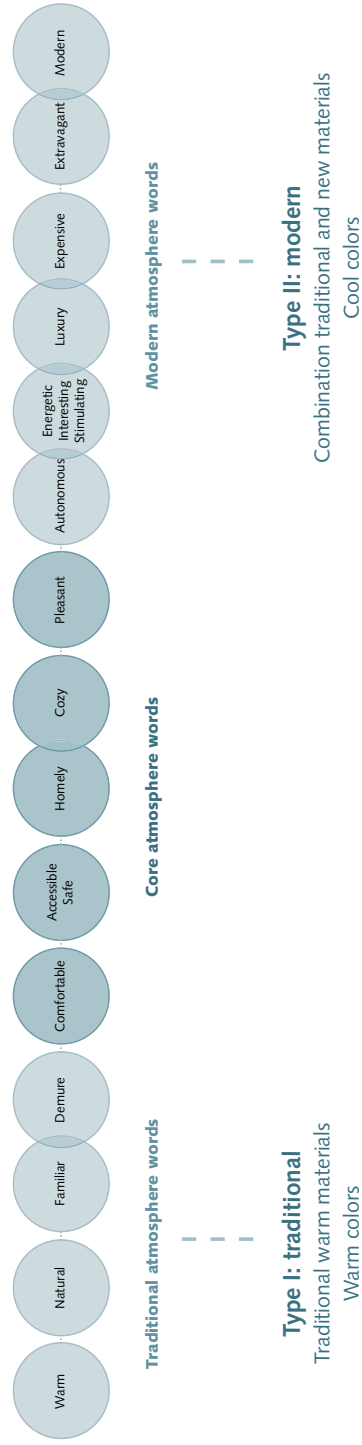 Warm
Natural
Familiar
Demure
Comfortable
Accessible
Safe
Homely
Cozy
Pleasant
Autonomous
Energetic
Interesting
Stimulating
Luxury
Expensive
Extravagant
Modern
Traditional atmosphere words
Core atmosphere words
Modern atmosphere words
Type I: traditional
Traditional warm materials
Warm colors
Type II: modern
Combination traditional and new materials
Cool colors